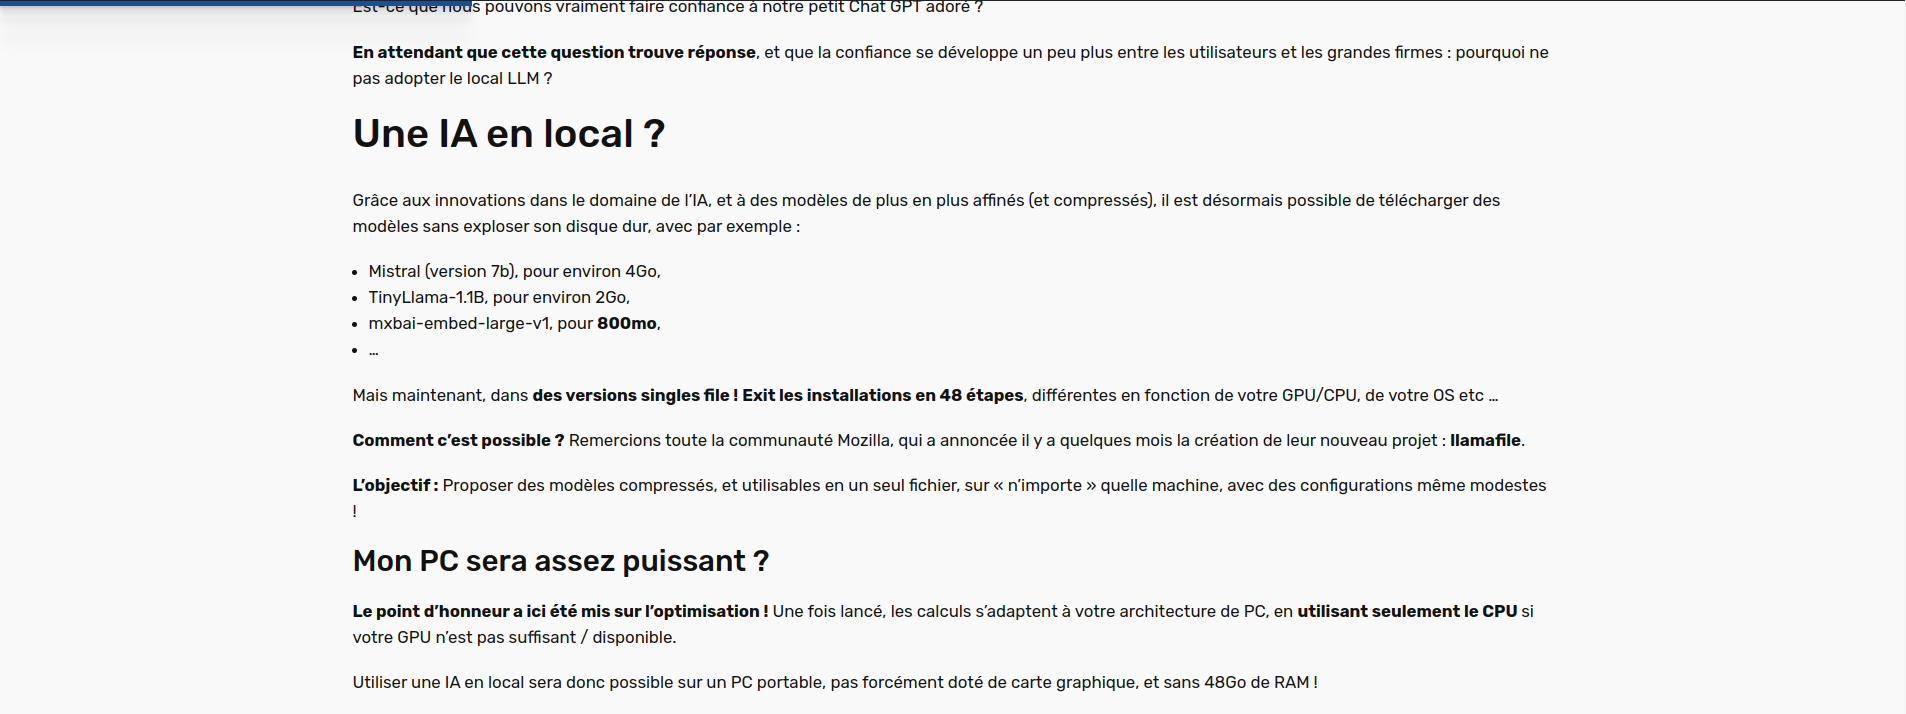 Est-ce que nous pouvons vraiment faire confiance à notre petit Chat GPT adoré ?
En attendant que cette question trouve réponse, et que la confiance se développe un peu plus entre les utilisateurs et les grandes firmes : pourquoi ne
pas adopter le local LLM ?
Une IA en local ?
Grâce aux innovations dans le domaine de l’IA, et à des modèles de plus en plus affinés (et compressés), il est désormais possible de télécharger des
modèles sans exploser son disque dur, avec par exemple :
• Mistral (version 7b), pour environ 4Go,
• TinyLlama-1.1B, pour environ 2Go,
• mxbai-embed-large-v1, pour 800mo,
• …
Mais maintenant, dans des versions singles file ! Exit les installations en 48 étapes, différentes en fonction de votre GPU/CPU, de votre OS etc …
Comment c’est possible ? Remercions toute la communauté Mozilla, qui a annoncée il y a quelques mois la création de leur nouveau projet : llamafile.
L’objectif : Proposer des modèles compressés, et utilisables en un seul fichier, sur « n’importe » quelle machine, avec des configurations même modestes
!
Mon PC sera assez puissant ?
Le point d’honneur a ici été mis sur l’optimisation ! Une fois lancé, les calculs s’adaptent à votre architecture de PC, en utilisant seulement le CPU si
votre GPU n’est pas suffisant / disponible.
Utiliser une IA en local sera donc possible sur un PC portable, pas forcément doté de carte graphique, et sans 48Go de RAM !